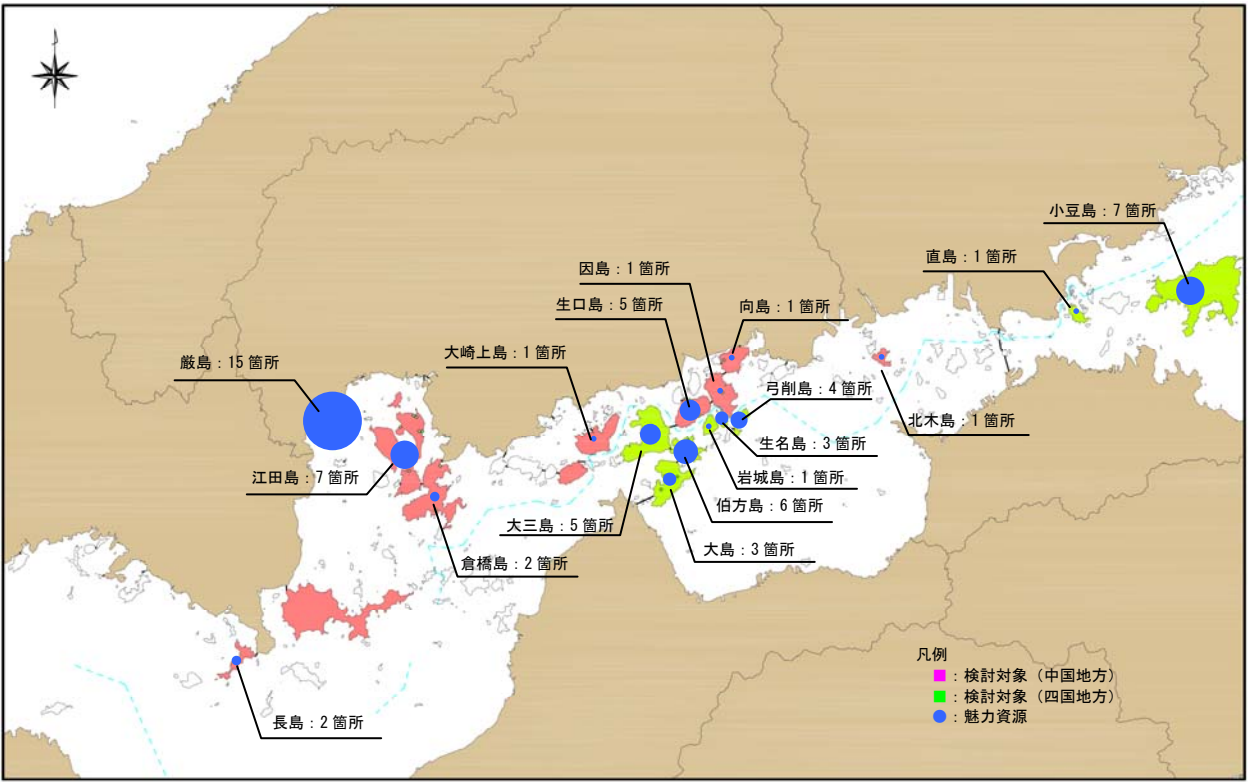 小豆島：7 箇所
直島：1 箇所
因島：1 箇所
生口島：5 箇所
向島：1 箇所
大崎上島：1 箇所
厳島：15 箇所
弓削島：4 箇所
北木島：1 箇所
生名島：3 箇所
江田島：7 箇所
岩城島：1 箇所
伯方島：6 箇所
大三島：5 箇所
大島：3 箇所
倉橋島：2 箇所
長島：2 箇所
凡例
：検討対象（中国地方）
：検討対象（四国地方）
：魅力資源